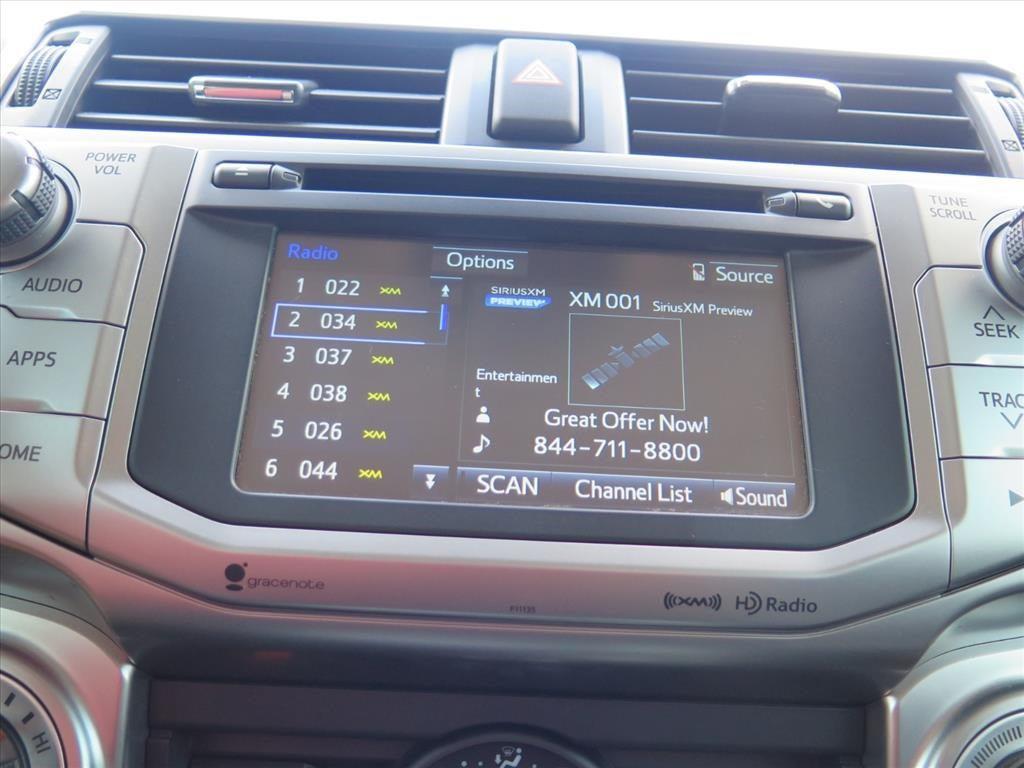 POWER
VOL
TUNE
SCROLL
AUDIO
APPS
OME
SEEK
TRAC
Radio
Options
Source
1 022 XM
2 034 XM
3 037 XM
4 038 XM
5 026 XM
6 044 XM
SIRIUSXM
PREVIEW
XM 001 SiriusXM Preview
Entertainmen
t
Great Offer Now!
844-711-8800
SCAN
Channel List
Sound
gracenote
P11135
((XM)) HD Radio
HI